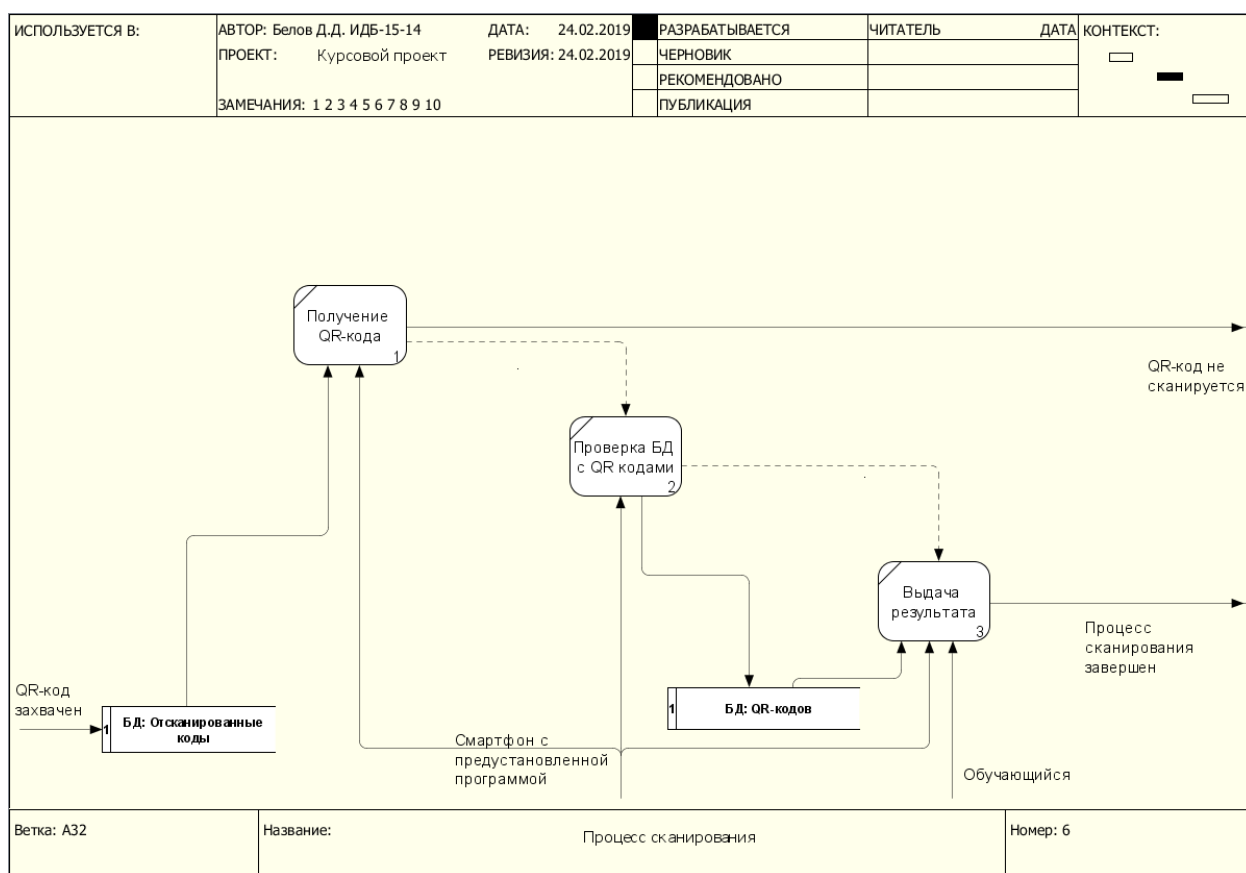 ИСПОЛЬЗУЕТСЯ В:
АВТОР: Белов Д.Д. ИДБ-15-14
ДАТА: 24.02.2019
РАЗРАБАТЫВАЕТСЯ
ЧИТАТЕЛЬ
ДАТА
КОНТЕКСТ:
ПРОЕКТ: Курсовой проект
РЕВИЗИЯ: 24.02.2019
ЧЕРНОВИК
РЕКОМЕНДОВАНО
ЗАМЕЧАНИЯ: 1 2 3 4 5 6 7 8 9 10
ПУБЛИКАЦИЯ
Получение
QR-кода
1
QR-код не
сканируется
Проверка БД
с QR кодами
2
Выдача
результата
3
Процесс
сканирования
завершен
QR-код
захвачен
1
БД: Отсканированные
коды
1
БД: QR-кодов
Смартфон с
предустановленной
программой
Обучающийся
Ветка: A32
Название:
Процесс сканирования
Номер: 6